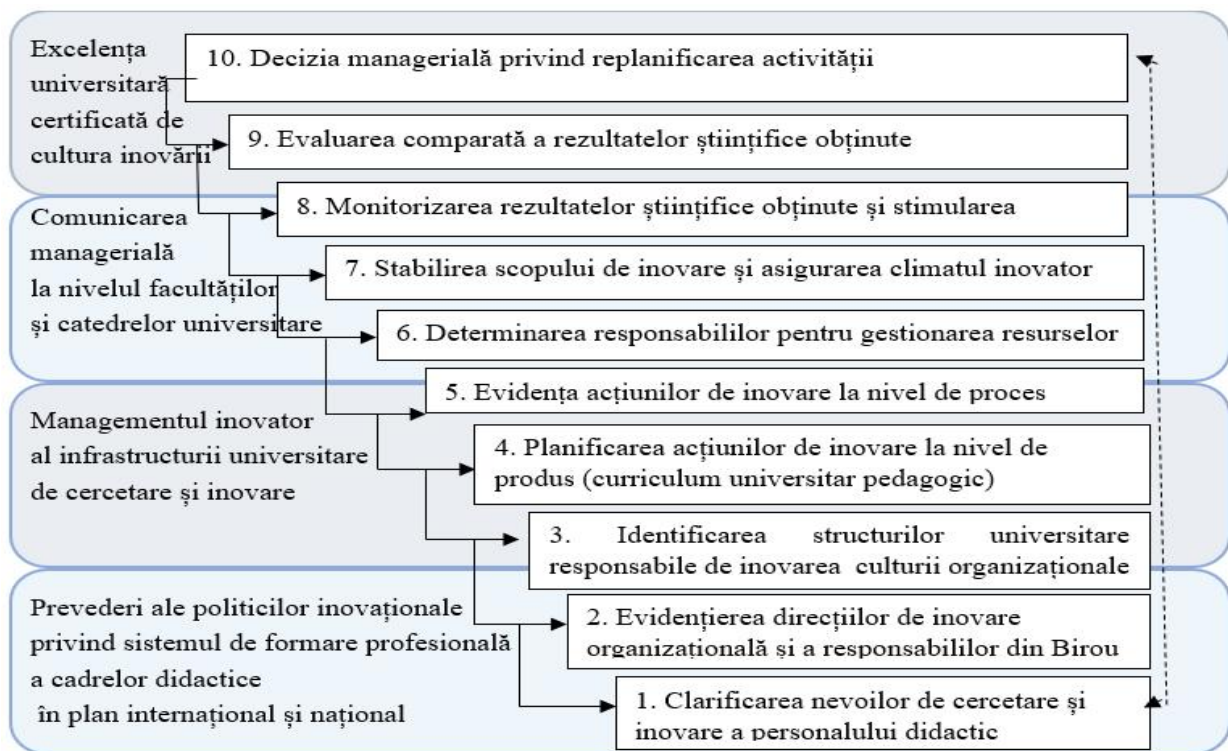 Excelența
universitară
certificată de
cultura inovării
10. Decizia managerială privind replanificarea activității
9. Evaluarea comparată a rezultatelor științifice obținute
Comunicarea
managerială
la nivelul facultăților
și catedrelor universitare
8. Monitorizarea rezultatelor științifice obținute și stimularea
7. Stabilirea scopului de inovare și asigurarea climatul inovator
6. Determinarea responsabililor pentru gestionarea resurselor
Managementul inovator
al infrastructurii universitare
de cercetare și inovare
5. Evidența acțiunilor de inovare la nivel de proces
4. Planificarea acțiunilor de inovare la nivel de
produs (curriculum universitar pedagogic)
3. Identificarea structurilor universitare
responsabile de inovarea culturii organizaționale
Prevederi ale politicilor inovaționale
privind sistemul de formare profesională
a cadrelor didactice
în plan internațional și național
2. Evidențierea direcțiilor de inovare
organizațională și a responsabililor din Birou
1. Clarificarea nevoilor de cercetare și
inovare a personalului didactic